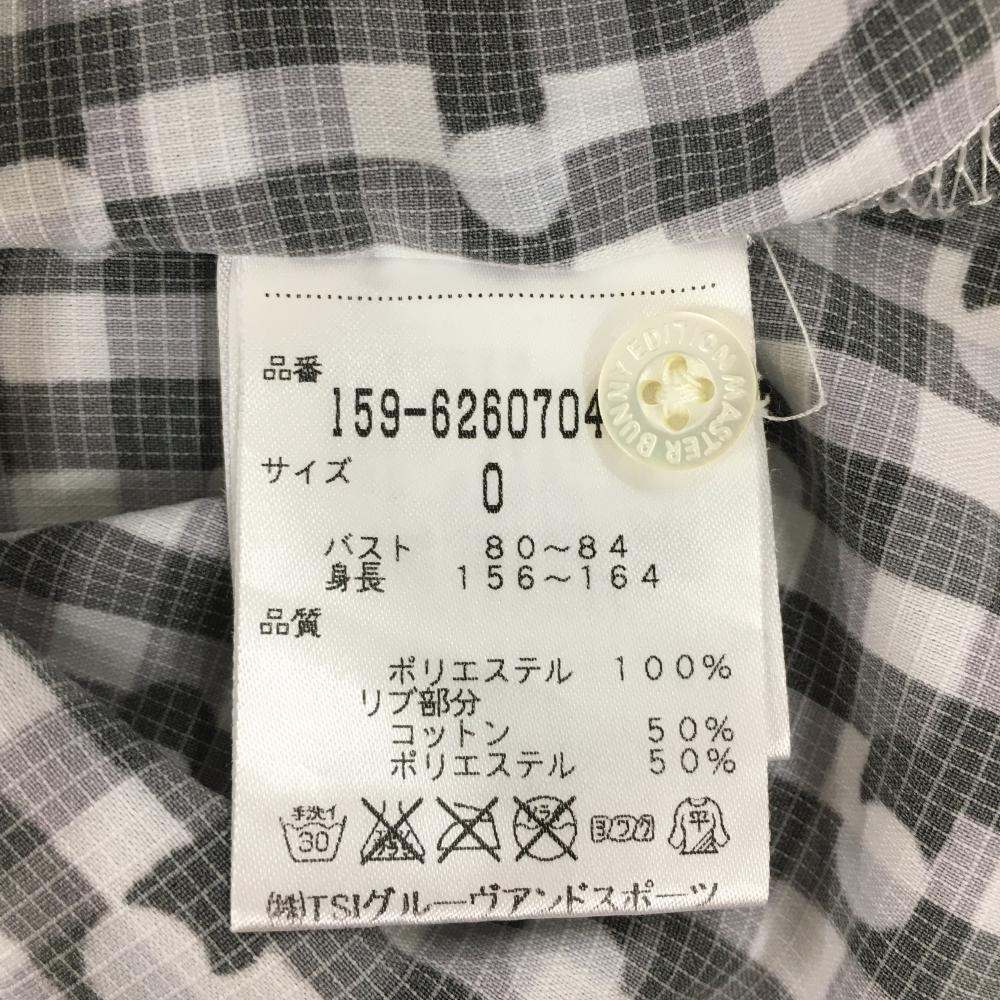 品番
159-6260704
MASTER BUNNY EDITION
サイズ
0
バスト 80~84
身長 156~164
品質
ポリエステル 100%
リブ部分
コットン 50%
ポリエステル 50%
手洗イ 30 平
㈱TSIグルーヴアンドスポーツ